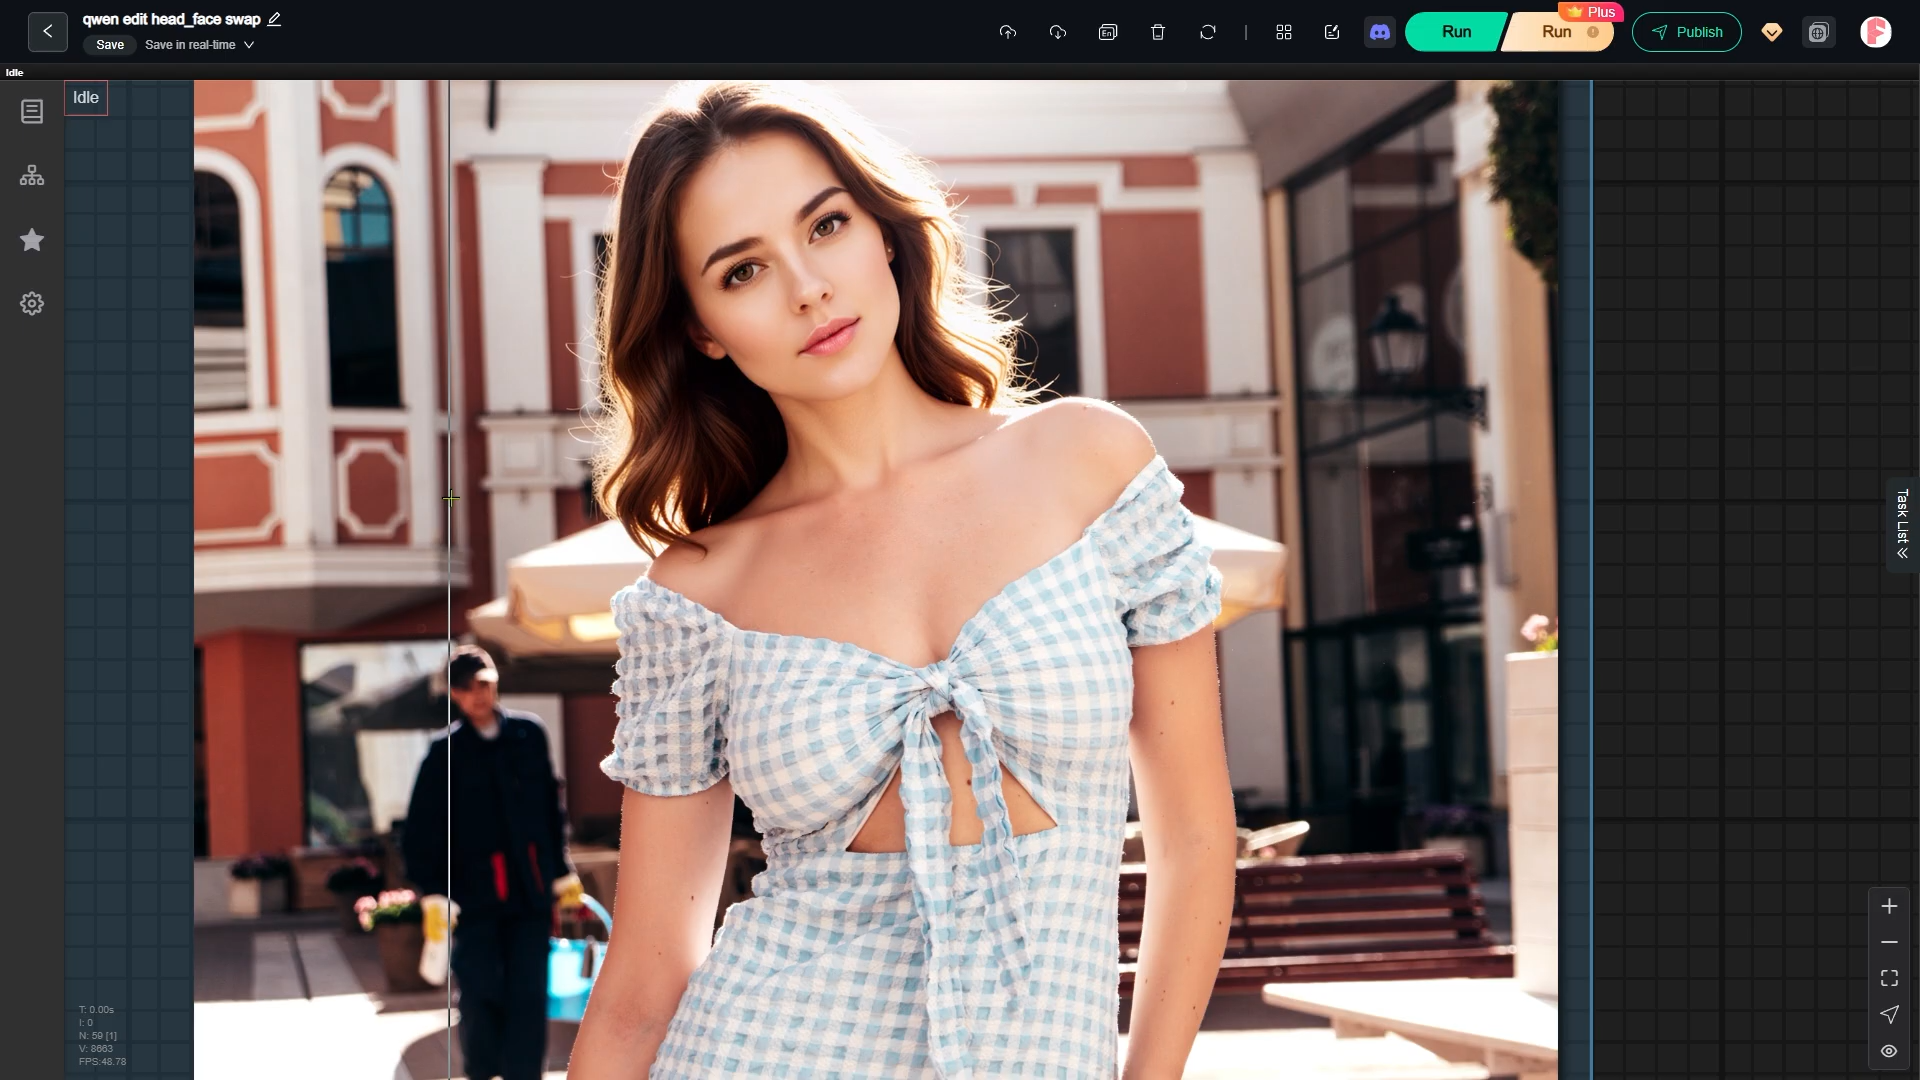 qwen edit head_face swap
Save
Save in real-time
En
Run
Run
Plus
Publish
Idle
Idle
Task List
T: 0.00s
I: 0
N: 59 [1]
V: 8663
FPS:48.78